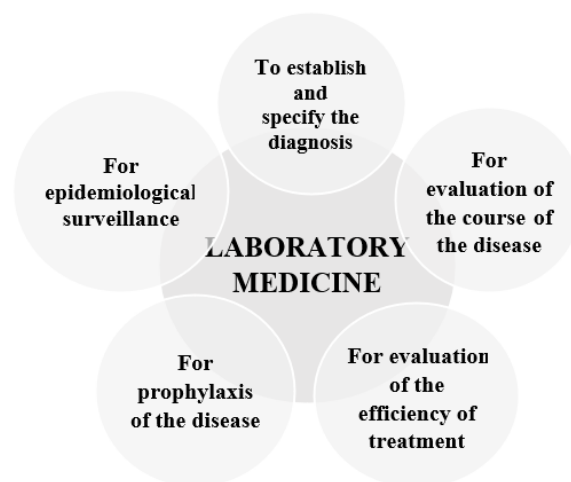 To establish
and
specify the
diagnosis
For
epidemiological
surveillance
For
evaluation of
the course of
the disease
LABORATORY
MEDICINE
For
prophylaxis
of the disease
For evaluation
of the
efficiency of
treatment